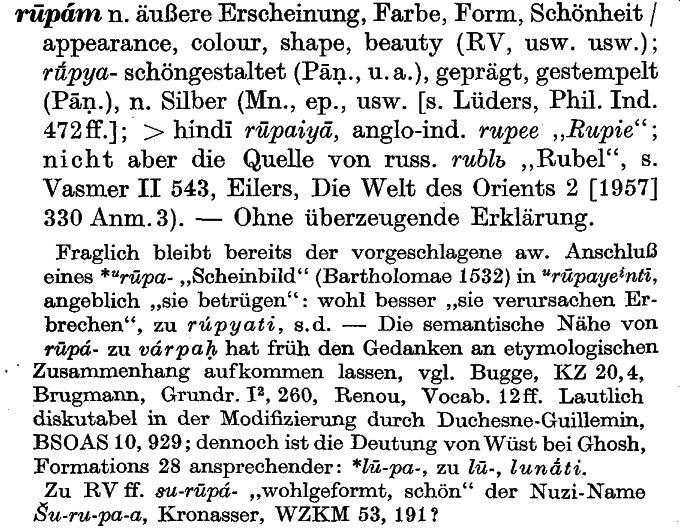 rūpám n. äußere Erscheinung, Farbe, Form, Schönheit /
appearance, colour, shape, beauty (RV, usw. usw.);
rū́pya- schöngestaltet (Pāṇ., u. a.), geprägt, gestempelt
(Pāṇ.), n. Silber (Mn., ep., usw. [s. Lüders, Phil. Ind.
472ff.]; > hindī rūpaiyā, anglo-ind. rupee „Rupie“;
nicht aber die Quelle von russ. rublь „Rubel“, s.
Vasmer II 543, Eilers, Die Welt des Orients 2 [1957]
330 Anm. 3). — Ohne überzeugende Erklärung.
Fraglich bleibt bereits der vorgeschlagene aw. Anschluß
eines *ᵘrūpa- „Scheinbild“ (Bartholomae 1532) in ᵘrūpayeⁱntī,
angeblich „sie betrügen“: wohl besser „sie verursachen Er-
brechen“, zu rúpyati, s.d. — Die semantische Nähe von
rūpá- zu várpaḥ hat früh den Gedanken an etymologischen
Zusammenhang aufkommen lassen, vgl. Bugge, KZ 20,4,
Brugmann, Grundr. I², 260, Renou, Vocab. 12ff. Lautlich
diskutabel in der Modifizierung durch Duchesne-Guillemin,
BSOAS 10, 929; dennoch ist die Deutung von Wüst bei Ghosh,
Formations 28 ansprechender: *lū-pa-, zu lū-, lunáti.
Zu RV ff. su-rūpá- „wohlgeformt, schön“ der Nuzi-Name
Šu-ru-pa-a, Kronasser, WZKM 53, 191?